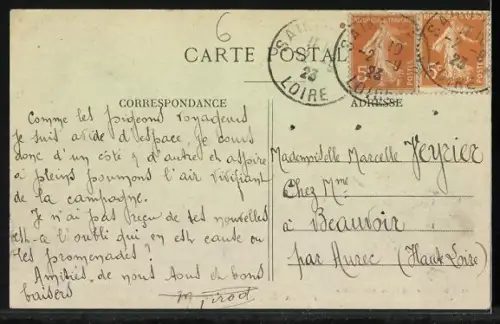 6
CARTE POSTALE
SAIN
23
LOIRE
CORRESPONDANCE
ADRESSE
Comme les pigeons voyageurs
je suis avide d'espace je cours
donc d'un côté y d'autre et aspire
à pleins poumons l'air vivifiant
de la campagne.
Je n'ai pas reçu de tes nouvelles
est-ce l'oubli qui en est cause ou
les promenades?
Amitiés de nous tous et bons
baisers
Mademoiselle Marcelle Veyrier
Chez Mme
à Beauvoir
par Aurec (Haute Loire)